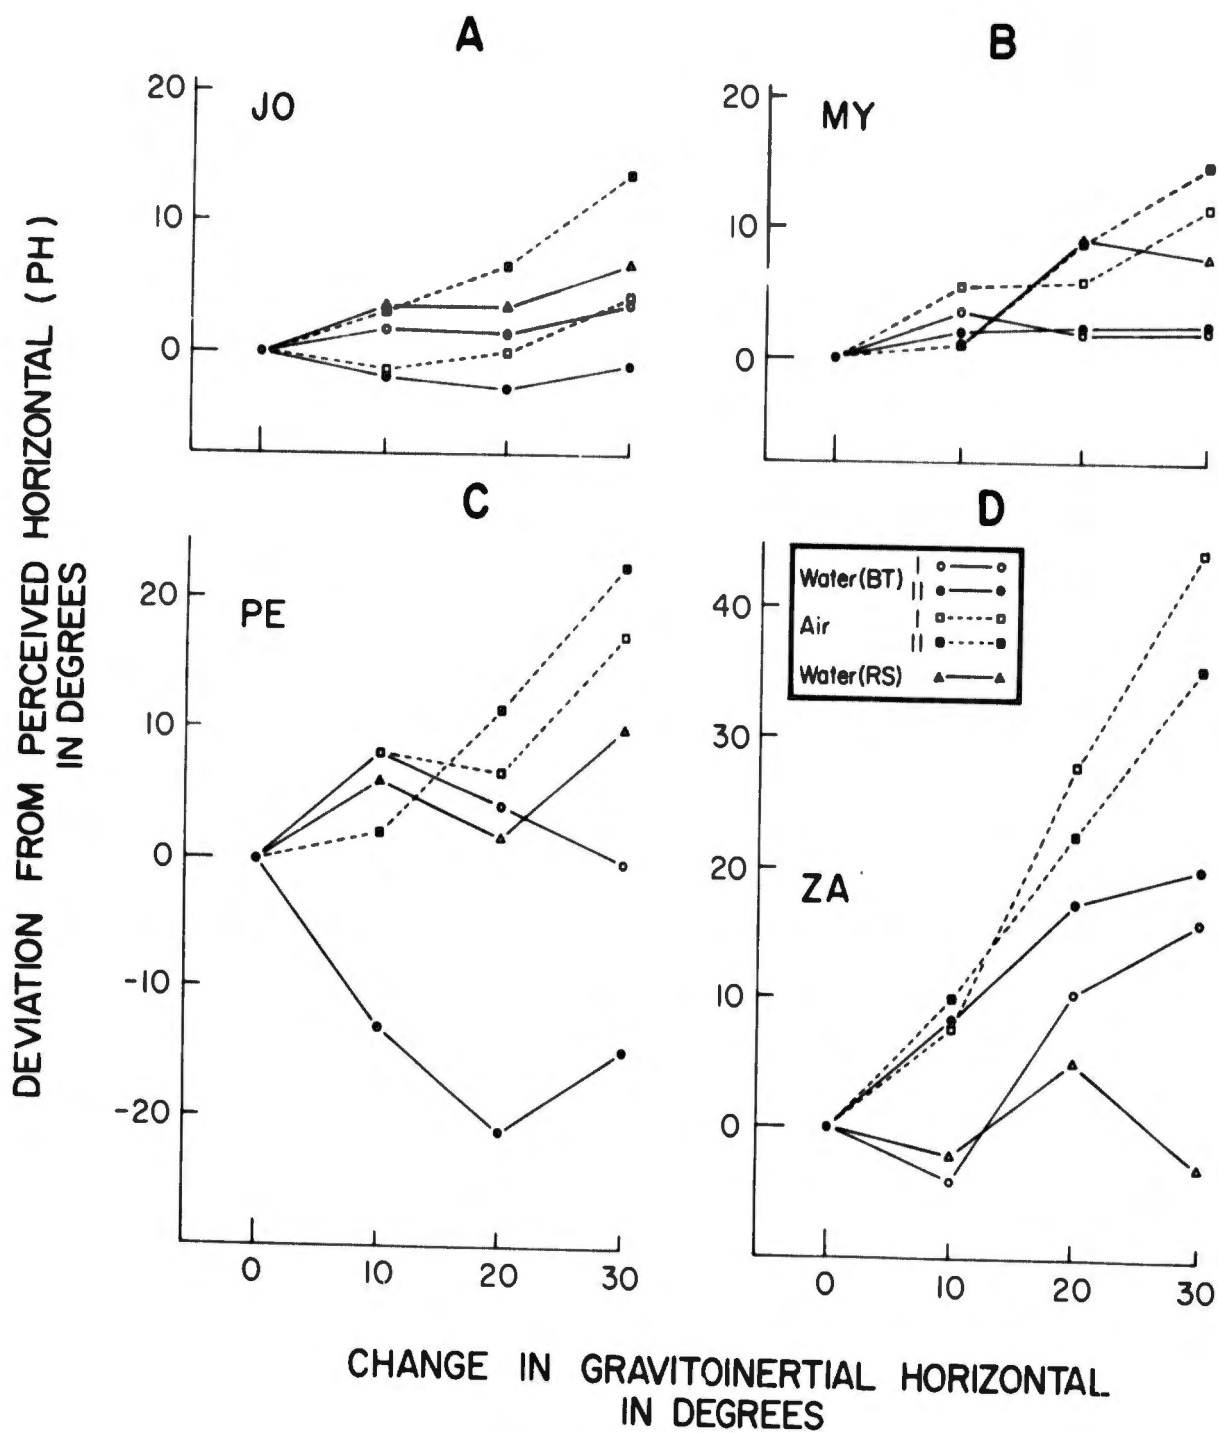 A
B
20
JO
10
0
20
MY
10
0
DEVIATION FROM PERCEIVED HORIZONTAL (PH)
IN DEGREES
C
D
20
PE
10
0
-10
-20
0
10
20
30
Water(BT) I
II
Air I
II
Water(RS)
40
30
20
ZA
10
0
0
10
20
30
CHANGE IN GRAVITOINERTIAL HORIZONTAL
IN DEGREES